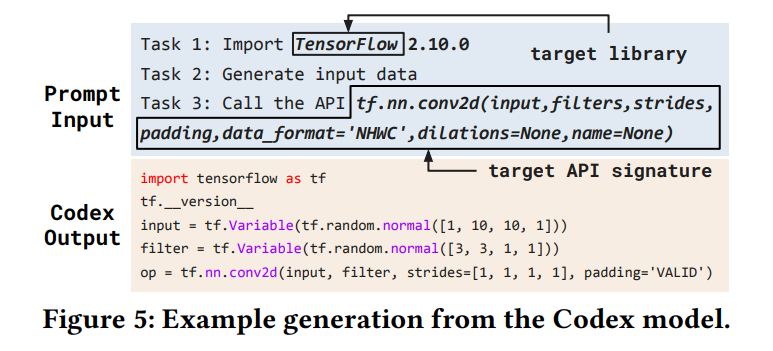 Task 1: Import TensorFlow 2.10.0
target library
Task 2: Generate input data
Prompt
Input
Task 3: Call the API tf.nn.conv2d(input,filters,strides,
padding,data_format='NHWC',dilations=None,name=None)
target API signature
Codex
Output
import tensorflow as tf
tf.__version__
input = tf.Variable(tf.random.normal([1, 10, 10, 1]))
filter = tf.Variable(tf.random.normal([3, 3, 1, 1]))
op = tf.nn.conv2d(input, filter, strides=[1, 1, 1, 1], padding='VALID')
Figure 5: Example generation from the Codex model.